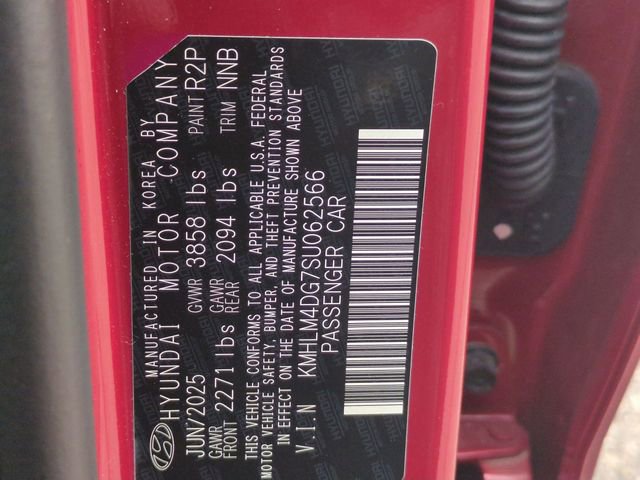 MANUFACTURED IN KOREA BY
HYUNDAI MOTOR COMPANY
JUN/2025 GVWR 3858 lbs PAINT R2P
GAWR FRONT 2271 lbs GAWR REAR 2094 lbs TRIM NNB
THIS VEHICLE CONFORMS TO ALL APPLICABLE U.S.A. FEDERAL
MOTOR VEHICLE SAFETY, BUMPER, AND THEFT PREVENTION STANDARDS
IN EFFECT ON THE DATE OF MANUFACTURE SHOWN ABOVE
V.I.N KMHLM4DG7SU062566
PASSENGER CAR